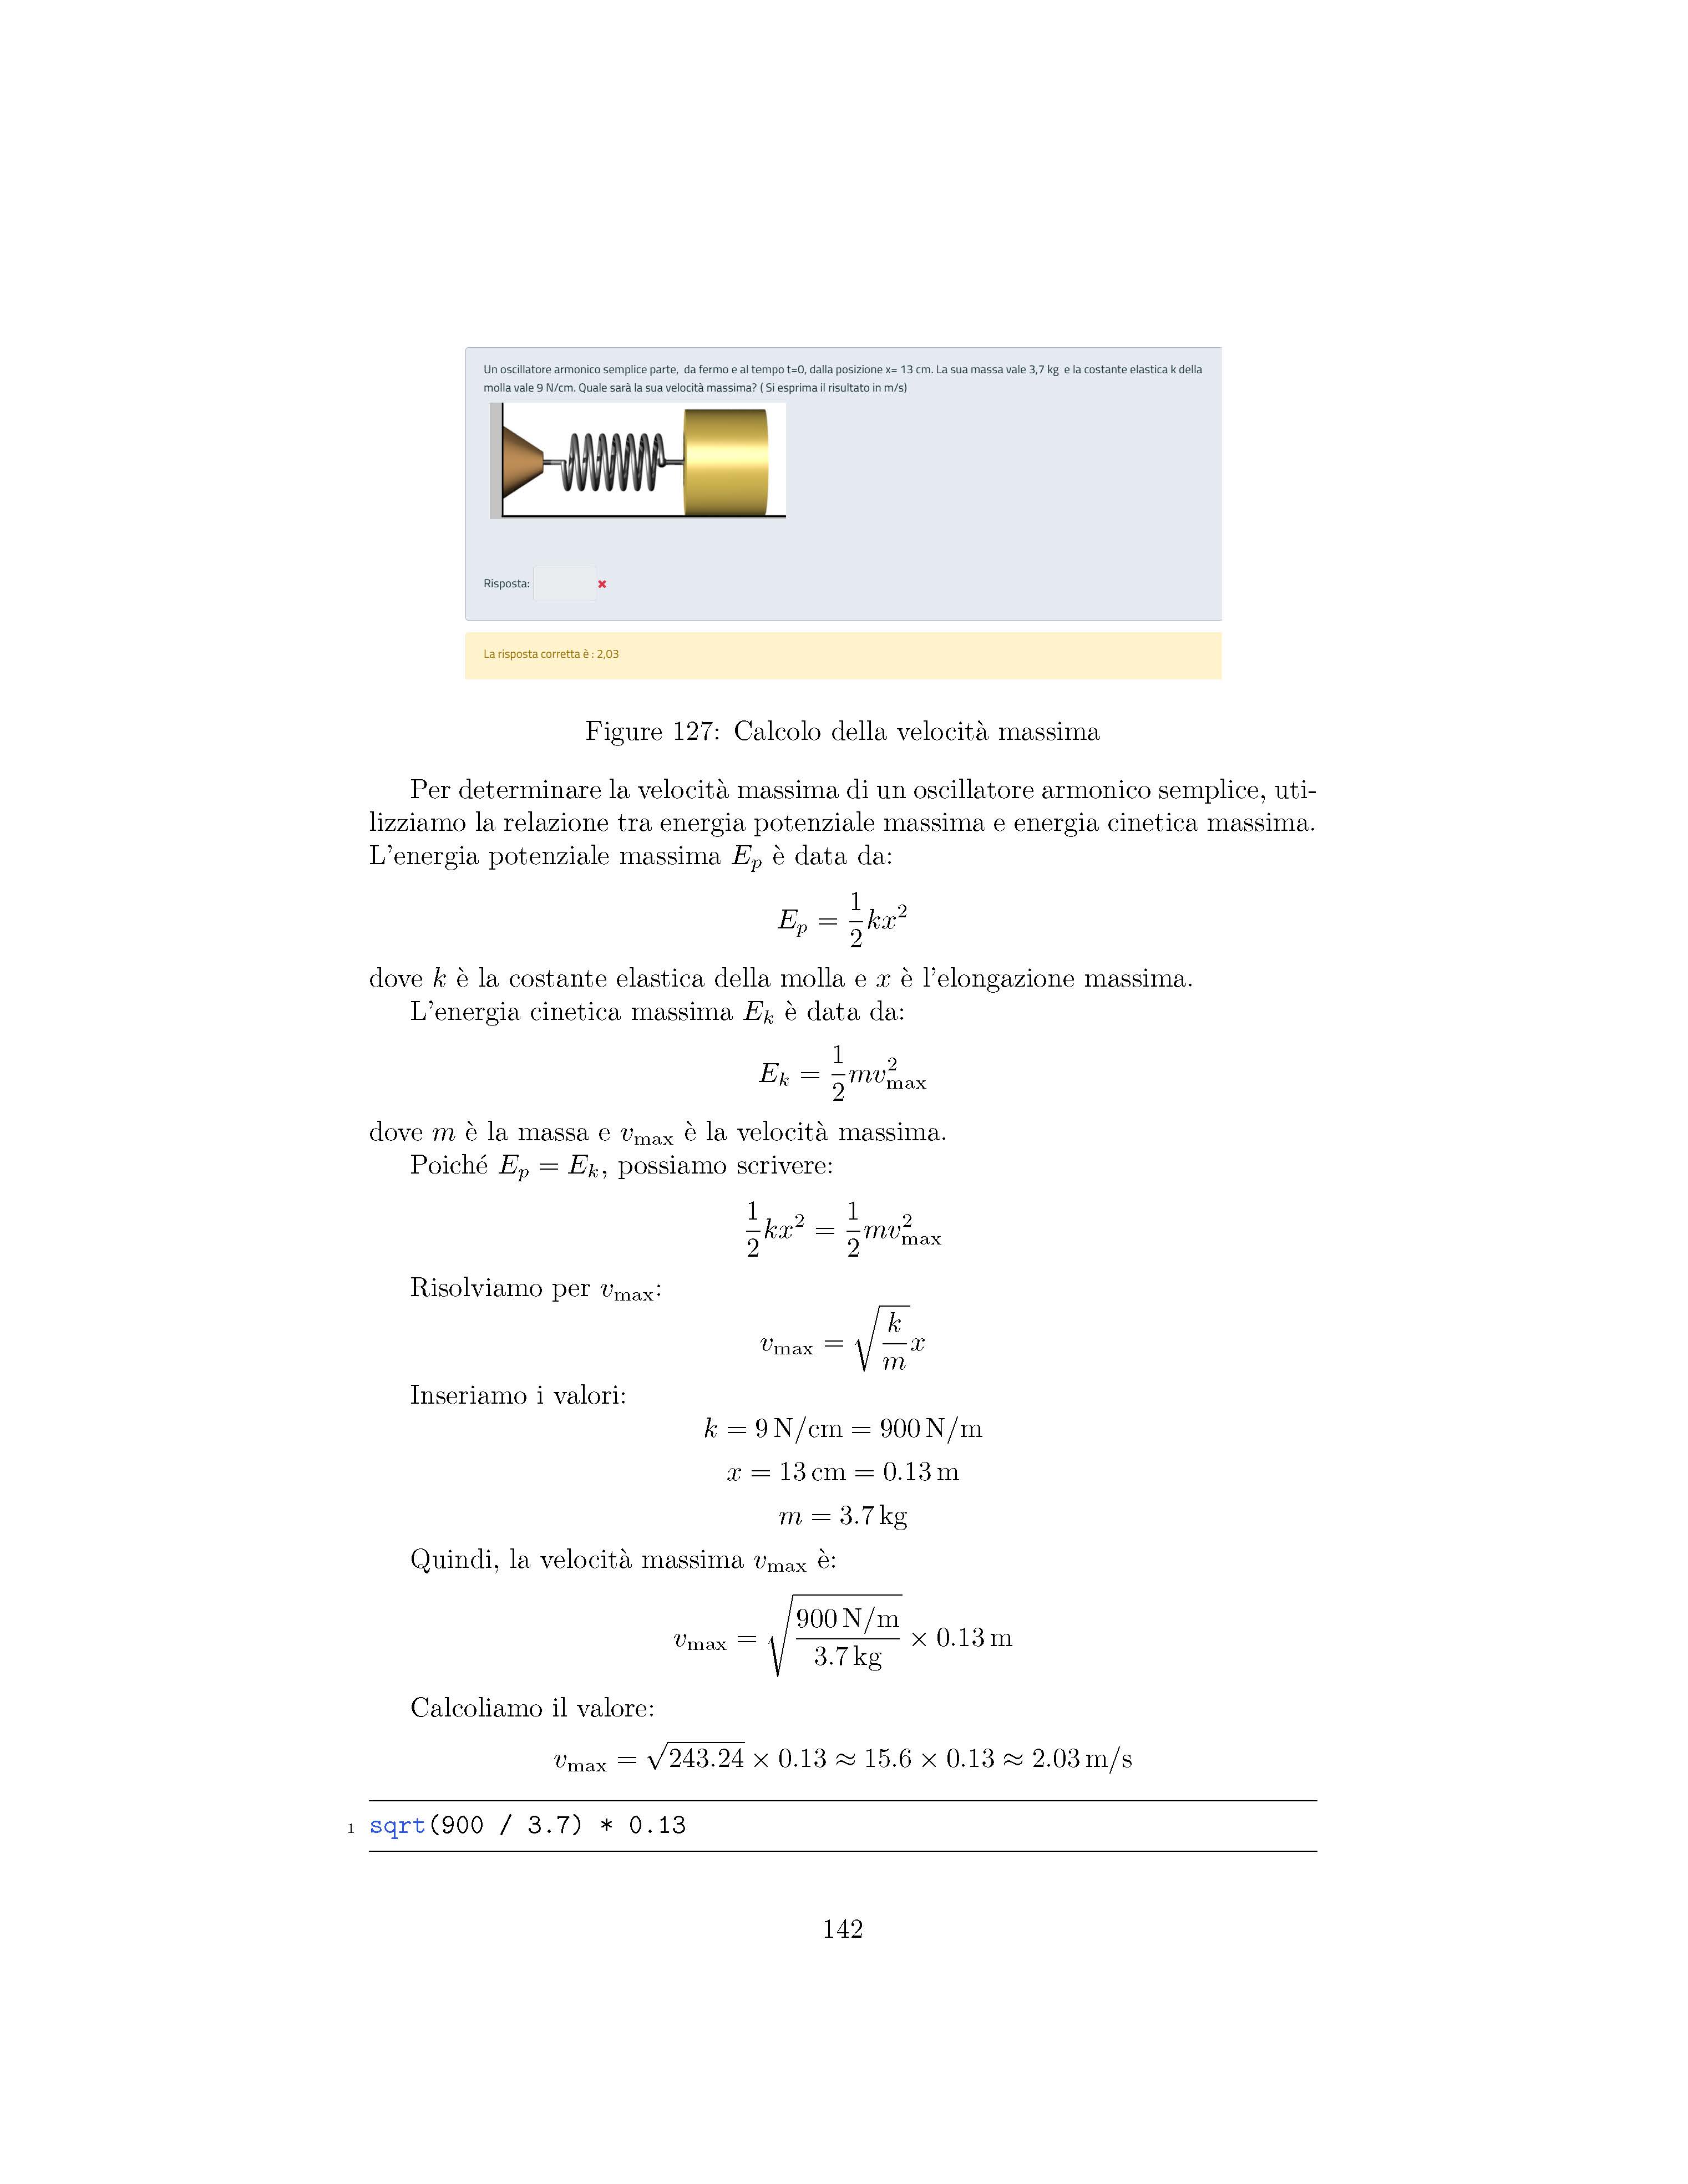 Un oscillatore armonico semplice parte, da fermo e al tempo t=0, dalla posizione x= 13 cm. La sua massa vale 3,7 kg e la costante elastica k della
molla vale 9 N/cm. Quale sarà la sua velocità massima? ( Si esprima il risultato in m/s)
Risposta: ✖
La risposta corretta è : 2,03
Figure 127: Calcolo della velocità massima
Per determinare la velocità massima di un oscillatore armonico semplice, uti-
lizziamo la relazione tra energia potenziale massima e energia cinetica massima.
L'energia potenziale massima $E_p$ è data da:
$E_p = \frac{1}{2}kx^2$
dove $k$ è la costante elastica della molla e $x$ è l'elongazione massima.
L'energia cinetica massima $E_k$ è data da:
$E_k = \frac{1}{2}mv_{\max}^2$
dove $m$ è la massa e $v_{\max}$ è la velocità massima.
Poiché $E_p = E_k$, possiamo scrivere:
$\frac{1}{2}kx^2 = \frac{1}{2}mv_{\max}^2$
Risolviamo per $v_{\max}$:
$v_{\max} = \sqrt{\frac{k}{m}}x$
Inseriamo i valori:
$k = 9\,\mathrm{N/cm} = 900\,\mathrm{N/m}$
$x = 13\,\mathrm{cm} = 0.13\,\mathrm{m}$
$m = 3.7\,\mathrm{kg}$
Quindi, la velocità massima $v_{\max}$ è:
$v_{\max} = \sqrt{\frac{900\,\mathrm{N/m}}{3.7\,\mathrm{kg}}} \times 0.13\,\mathrm{m}$
Calcoliamo il valore:
$v_{\max} = \sqrt{243.24} \times 0.13 \approx 15.6 \times 0.13 \approx 2.03\,\mathrm{m/s}$
1 sqrt(900 / 3.7) * 0.13
142